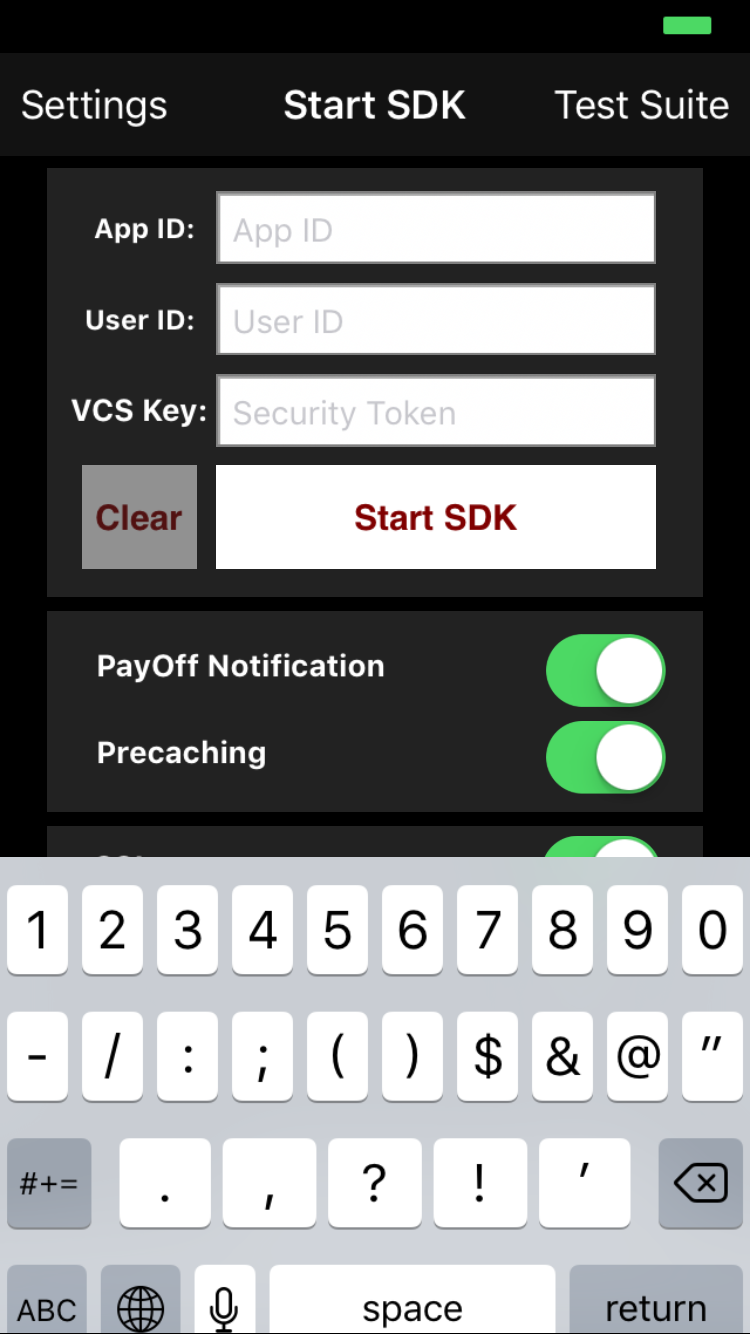 Settings Start SDK Test Suite
App ID: App ID
User ID: User ID
VCS Key: Security Token
Clear Start SDK
PayOff Notification
Precaching
1 2 3 4 5 6 7 8 9 0
- / : ; ( ) $ & @ "
#+= . , ? ! '
ABC space return